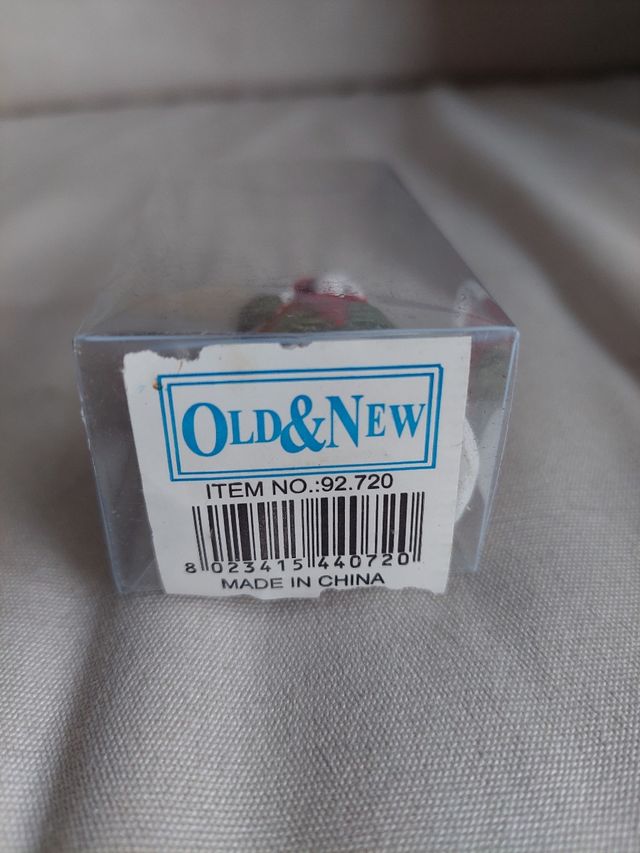 OLD&NEW
ITEM NO.:92.720
8 023415 440720
MADE IN CHINA